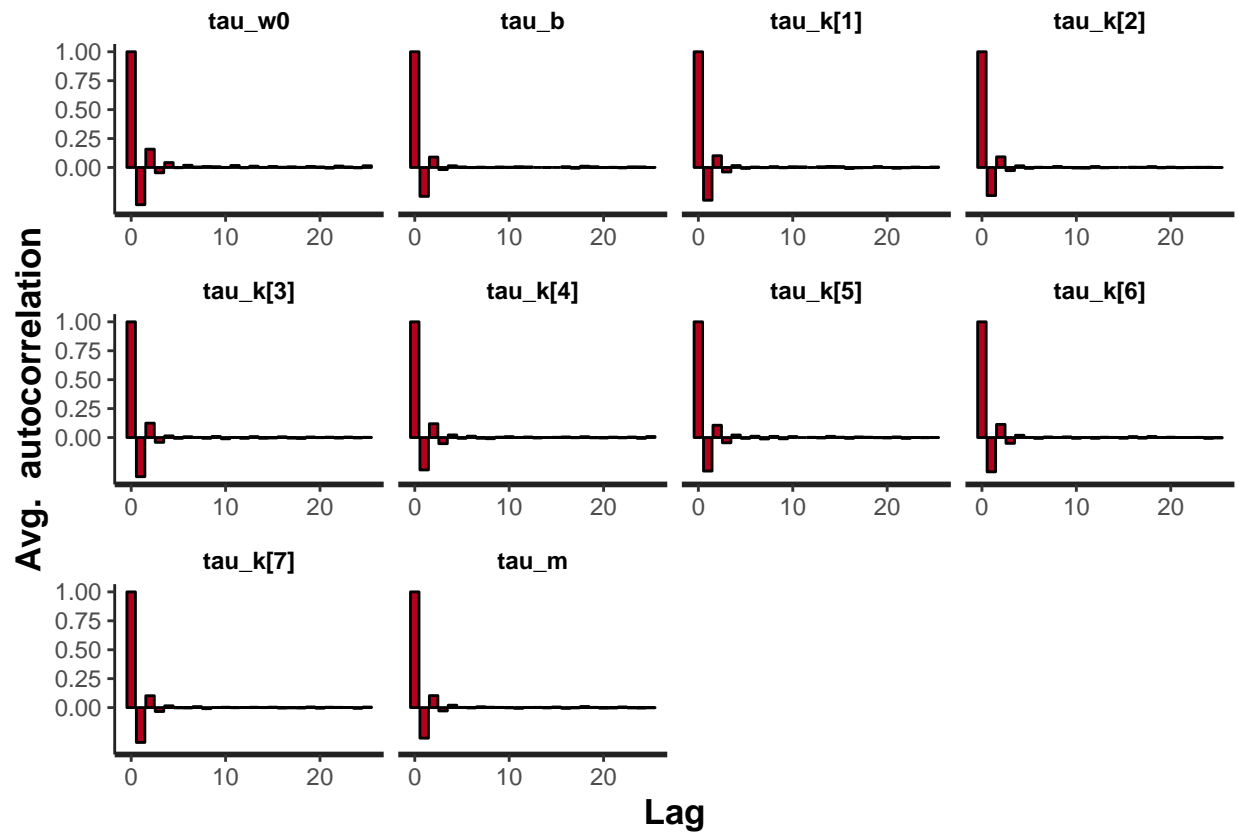 tau_w0 tau_b tau_k[1] tau_k[2]
1.00
0.75
0.50
0.25
0.00
0 10 20 0 10 20 0 10 20 0 10 20
tau_k[3] tau_k[4] tau_k[5] tau_k[6]
1.00
0.75
0.50
0.25
0.00
0 10 20 0 10 20 0 10 20 0 10 20
tau_k[7] tau_m
1.00
0.75
0.50
0.25
0.00
0 10 20 0 10 20
Avg. autocorrelation
Lag